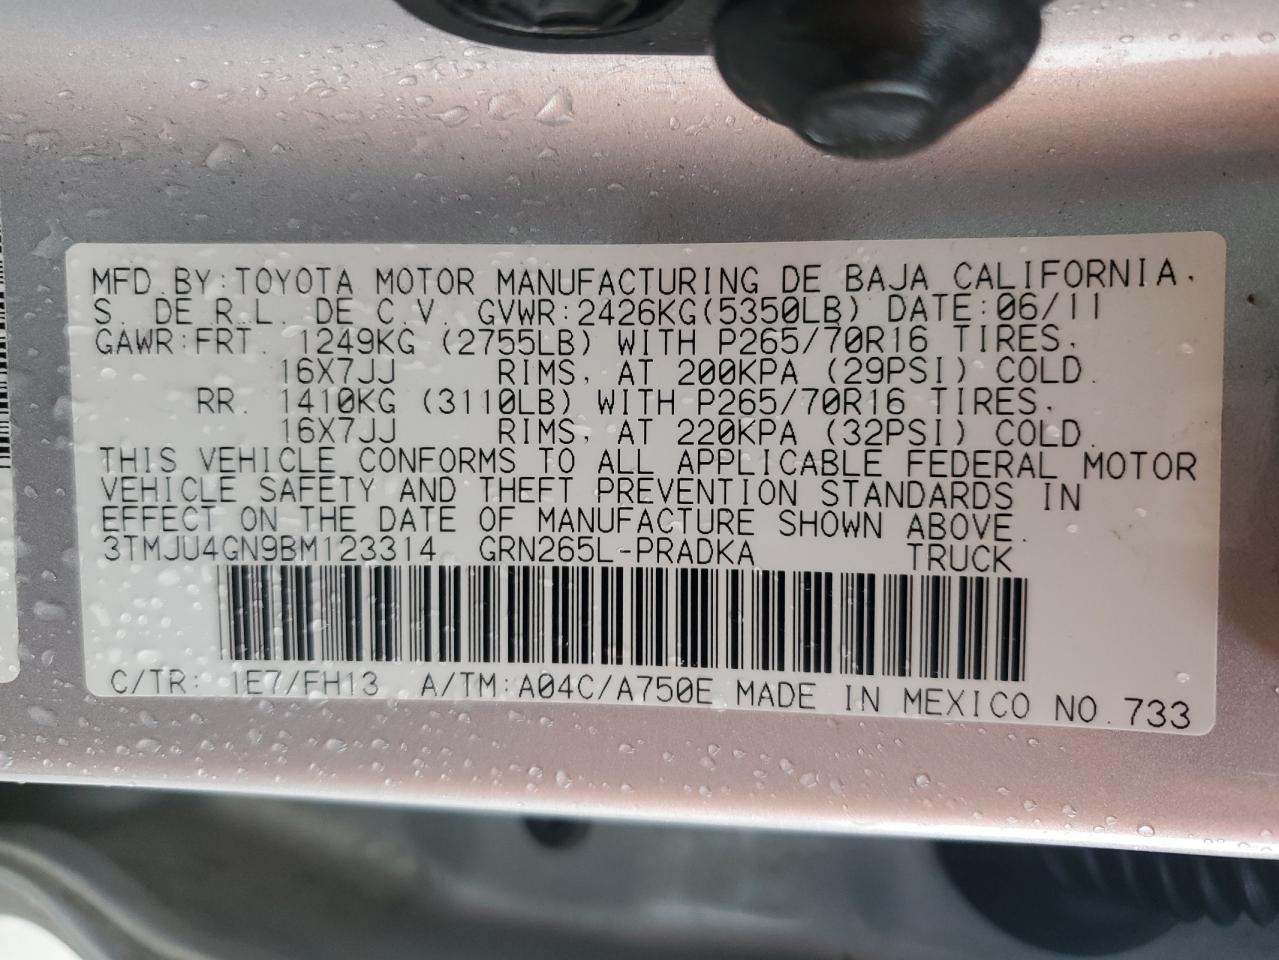 MFD.BY:TOYOTA MOTOR MANUFACTURING DE BAJA CALIFORNIA,
S. DE R.L. DE C.V. GVWR:2426KG(5350LB) DATE:06/11
GAWR:FRT. 1249KG (2755LB) WITH P265/70R16 TIRES,
16X7JJ RIMS, AT 200KPA (29PSI) COLD.
RR. 1410KG (3110LB) WITH P265/70R16 TIRES,
16X7JJ RIMS, AT 220KPA (32PSI) COLD.
THIS VEHICLE CONFORMS TO ALL APPLICABLE FEDERAL MOTOR
VEHICLE SAFETY AND THEFT PREVENTION STANDARDS IN
EFFECT ON THE DATE OF MANUFACTURE SHOWN ABOVE.
3TMJU4GN9BM123314 GRN265L-PRADKA TRUCK
C/TR: 1E7/FH13 A/TM:A04C/A750E MADE IN MEXICO NO.733